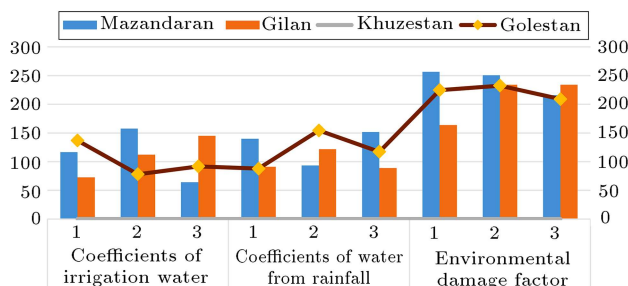 Mazandaran Gilan Khuzestan Golestan
300 300
250 250
200 200
150 150
100 100
50 50
0 0
1 2 3 1 2 3 1 2 3
Coefficients of irrigation water
Coefficients of water from rainfall
Environmental damage factor